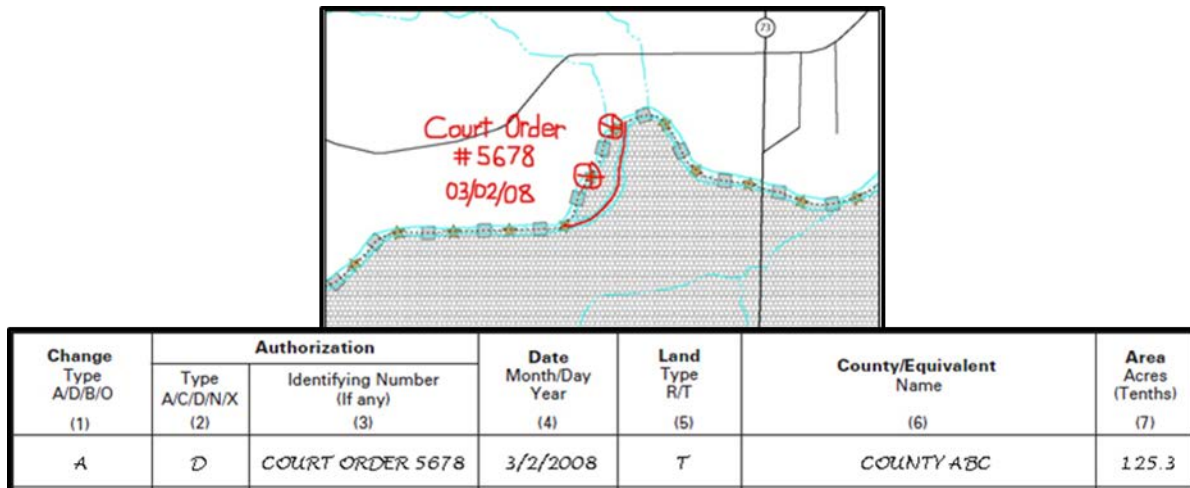 73
Court Order
#5678
03/02/08
Change
Type
A/D/B/O
(1)
Authorization
Type
A/C/D/N/X
(2)
Identifying Number
(If any)
(3)
Date
Month/Day
Year
(4)
Land
Type
R/T
(5)
County/Equivalent
Name
(6)
Area
Acres
(Tenths)
(7)
A
D
COURT ORDER 5678
3/2/2008
T
COUNTY ABC
125.3